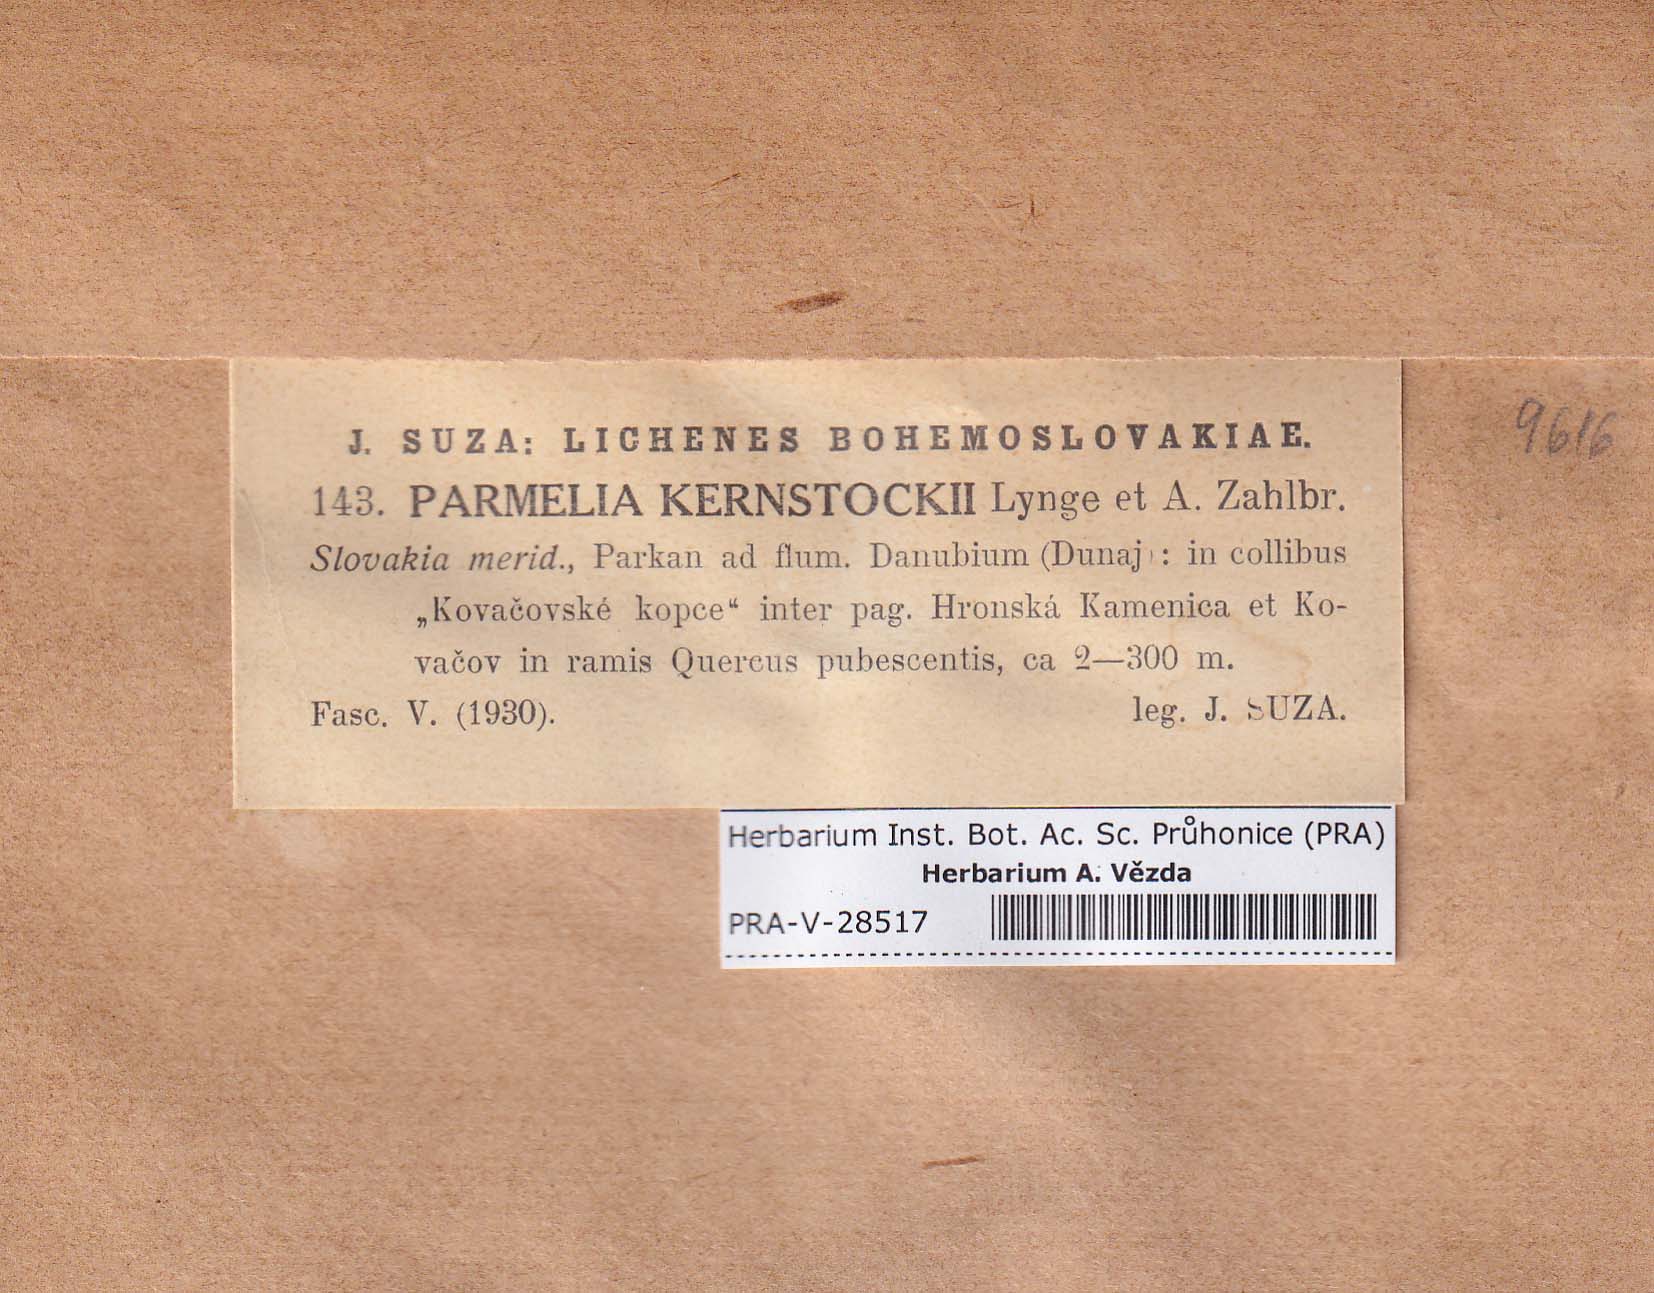 J. SUZA: LICHENES BOHEMOSLOVAKIAE.
143. PARMELIA KERNSTOCKII Lynge et A. Zahlbr.
Slovakia merid., Parkan ad flum. Danubium (Dunaj): in collibus
„Kovačovské kopce“ inter pag. Hronská Kamenica et Ko-
vačov in ramis Quercus pubescentis, ca 2—300 m.
Fasc. V. (1930). leg. J. SUZA.
9616
Herbarium Inst. Bot. Ac. Sc. Průhonice (PRA)
Herbarium A. Vězda
PRA-V-28517